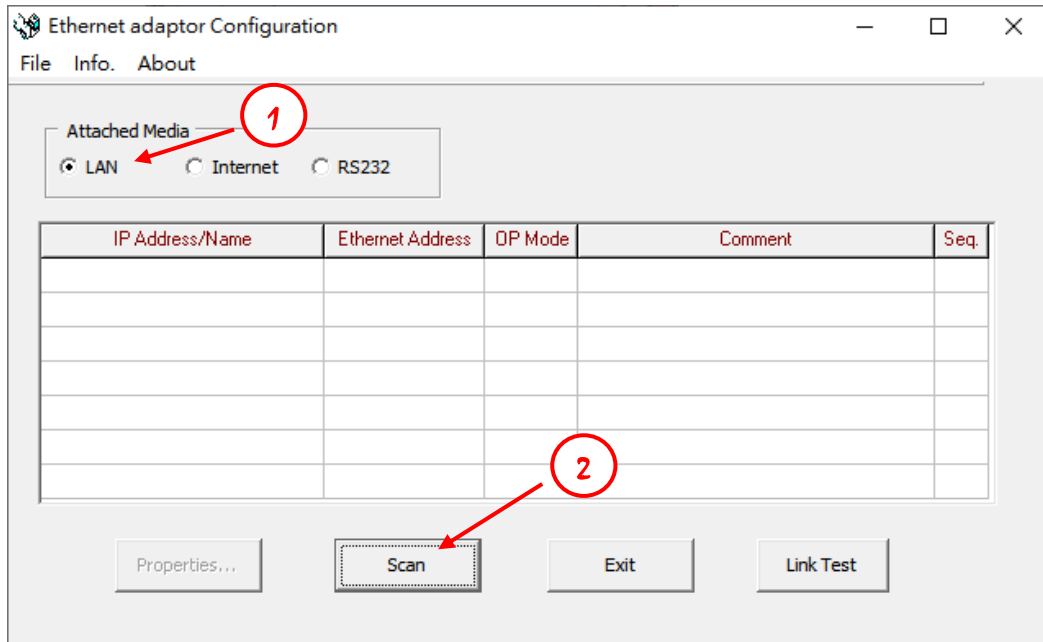 Ethernet adaptor Configuration
File Info. About
1
Attached Media
LAN Internet RS232
IP Address/Name Ethernet Address OP Mode Comment Seq.
2
Properties... Scan Exit Link Test